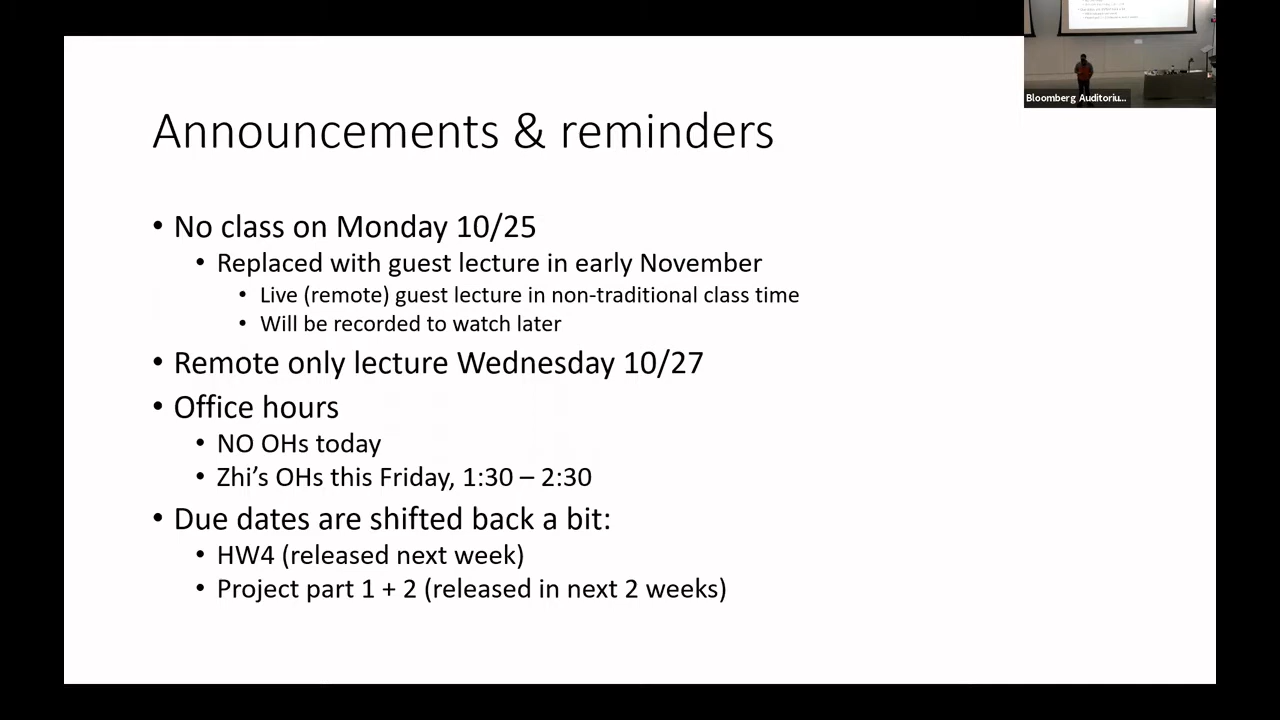 Bloomberg Auditoriu...
Announcements & reminders
• No class on Monday 10/25
• Replaced with guest lecture in early November
• Live (remote) guest lecture in non-traditional class time
• Will be recorded to watch later
• Remote only lecture Wednesday 10/27
• Office hours
• NO OHs today
• Zhi’s OHs this Friday, 1:30 – 2:30
• Due dates are shifted back a bit:
• HW4 (released next week)
• Project part 1 + 2 (released in next 2 weeks)